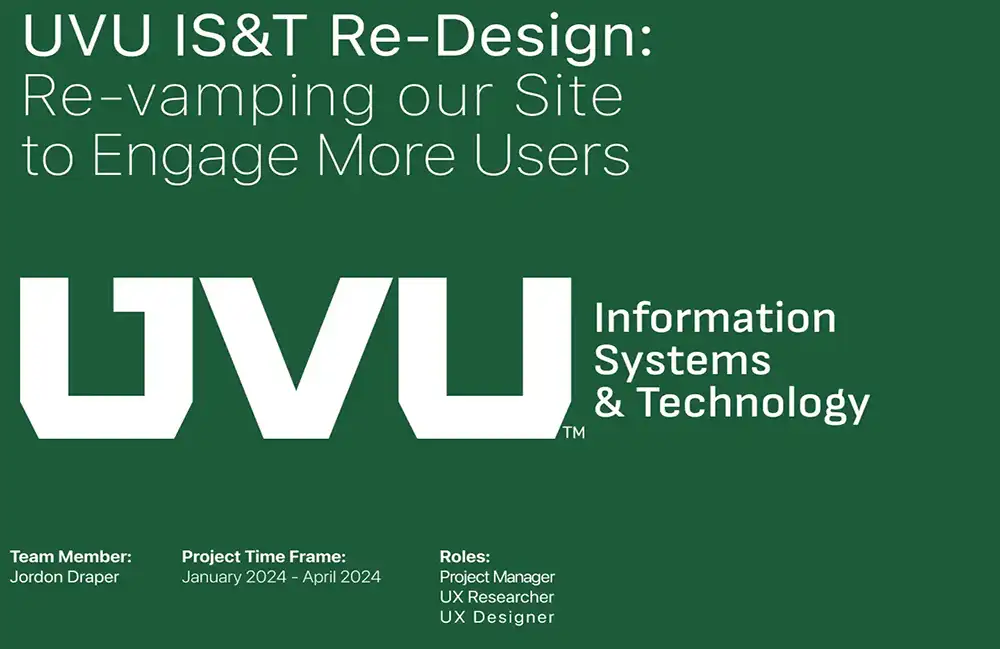 UVU IS&T Re-Design:
Re-vamping our Site
to Engage More Users
UVU TM
Information
Systems
& Technology
Team Member:
Jordon Draper
Project Time Frame:
January 2024 - April 2024
Roles:
Project Manager
UX Researcher
UX Designer